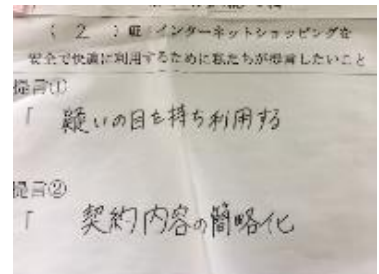 ( 2 )班:インターネットショッピングを
安全で快適に利用するために私たちが提言したいこと
提言①
「 疑いの目を持ち利用する
提言②
「 契約内容の簡略化